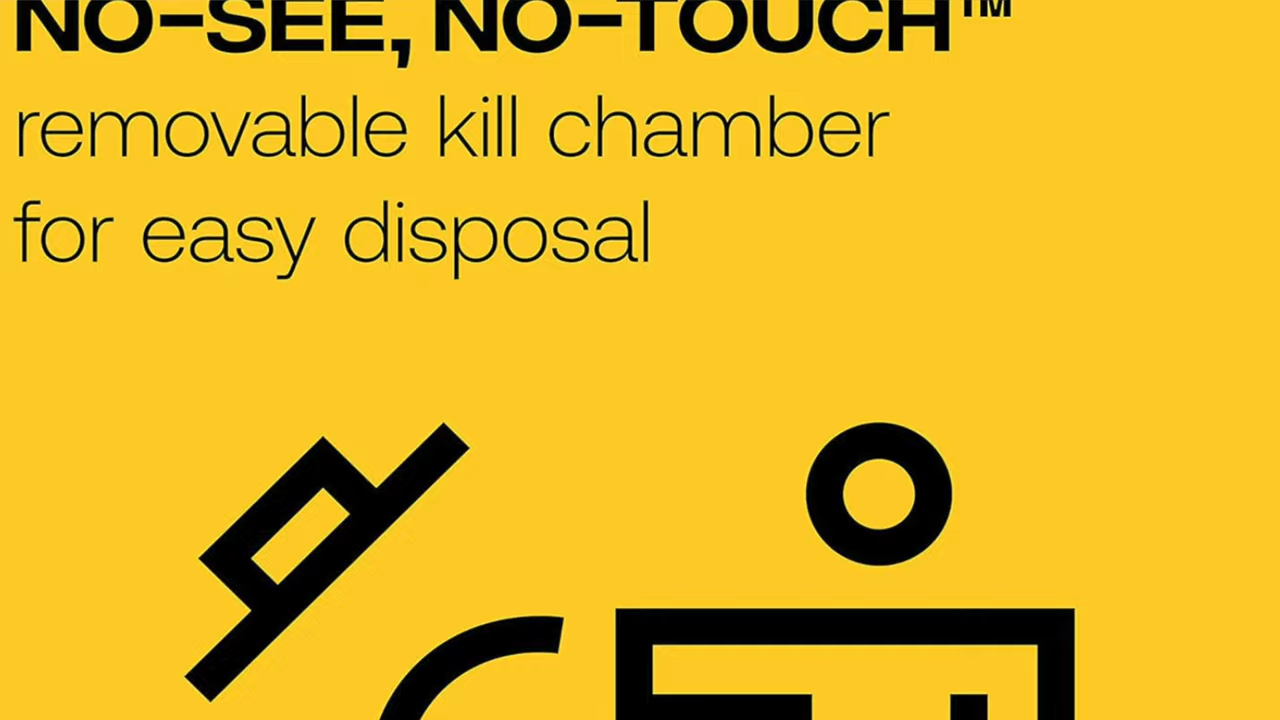 NO-SEE, NO-TOUCH™
removable kill chamber
for easy disposal